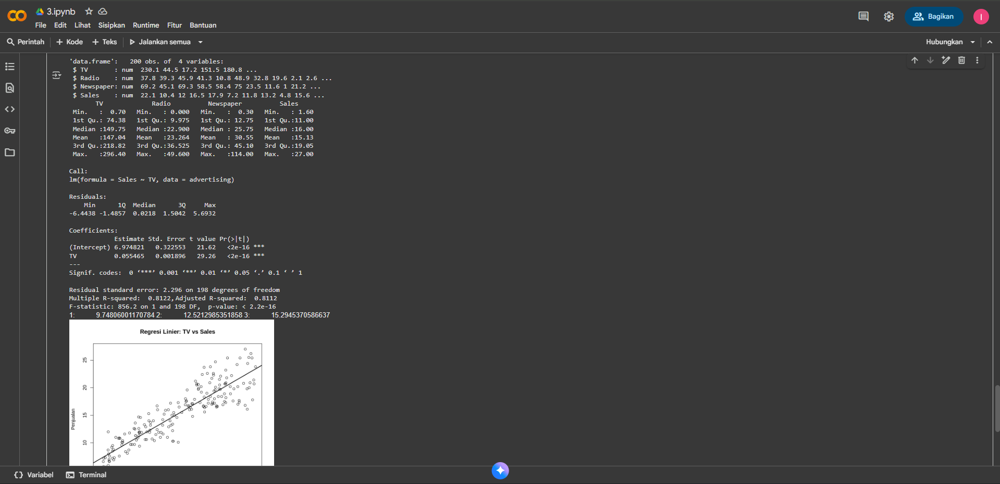 3.ipynb
File Edit Lihat Sisipkan Runtime Fitur Bantuan
Bagikan
I
Perintah + Kode + Teks Jalankan semua
Hubungkan
'data.frame':   200 obs. of  4 variables:
 $ TV       : num  230.1 44.5 17.2 151.5 180.8 ...
 $ Radio    : num  37.8 39.3 45.9 41.3 10.8 48.9 32.8 19.6 2.1 2.6 ...
 $ Newspaper: num  69.2 45.1 69.3 58.5 58.4 75 23.5 11.6 1 21.2 ...
 $ Sales    : num  22.1 10.4 12 16.5 17.9 7.2 11.8 13.2 4.8 15.6 ...
       TV             Radio          Newspaper          Sales
 Min.   :  0.70   Min.   : 0.000   Min.   :  0.30   Min.   : 1.60
 1st Qu.: 74.38   1st Qu.: 9.975   1st Qu.: 12.75   1st Qu.:11.00
 Median :149.75   Median :22.900   Median : 25.75   Median :16.00
 Mean   :147.04   Mean   :23.264   Mean   : 30.55   Mean   :15.13
 3rd Qu.:218.82   3rd Qu.:36.525   3rd Qu.: 45.10   3rd Qu.:19.05
 Max.   :296.40   Max.   :49.600   Max.   :114.00   Max.   :27.00
Call:
lm(formula = Sales ~ TV, data = advertising)
Residuals:
    Min      1Q  Median      3Q     Max
-6.4438 -1.4857  0.0218  1.5042  5.6932
Coefficients:
            Estimate Std. Error t value Pr(>|t|)
(Intercept) 6.974821   0.322553   21.62   <2e-16 ***
TV          0.055465   0.001896   29.26   <2e-16 ***
---
Signif. codes:  0 ‘***’ 0.001 ‘**’ 0.01 ‘*’ 0.05 ‘.’ 0.1 ‘ ’ 1
Residual standard error: 2.296 on 198 degrees of freedom
Multiple R-squared:  0.8122, Adjusted R-squared:  0.8112
F-statistic: 856.2 on 1 and 198 DF,  p-value: < 2.2e-16
1: 9.74806001170784 2: 12.5212985351858 3: 15.2945370586637
Regresi Linier: TV vs Sales
25
20
15
10
Penjualan
Variabel Terminal